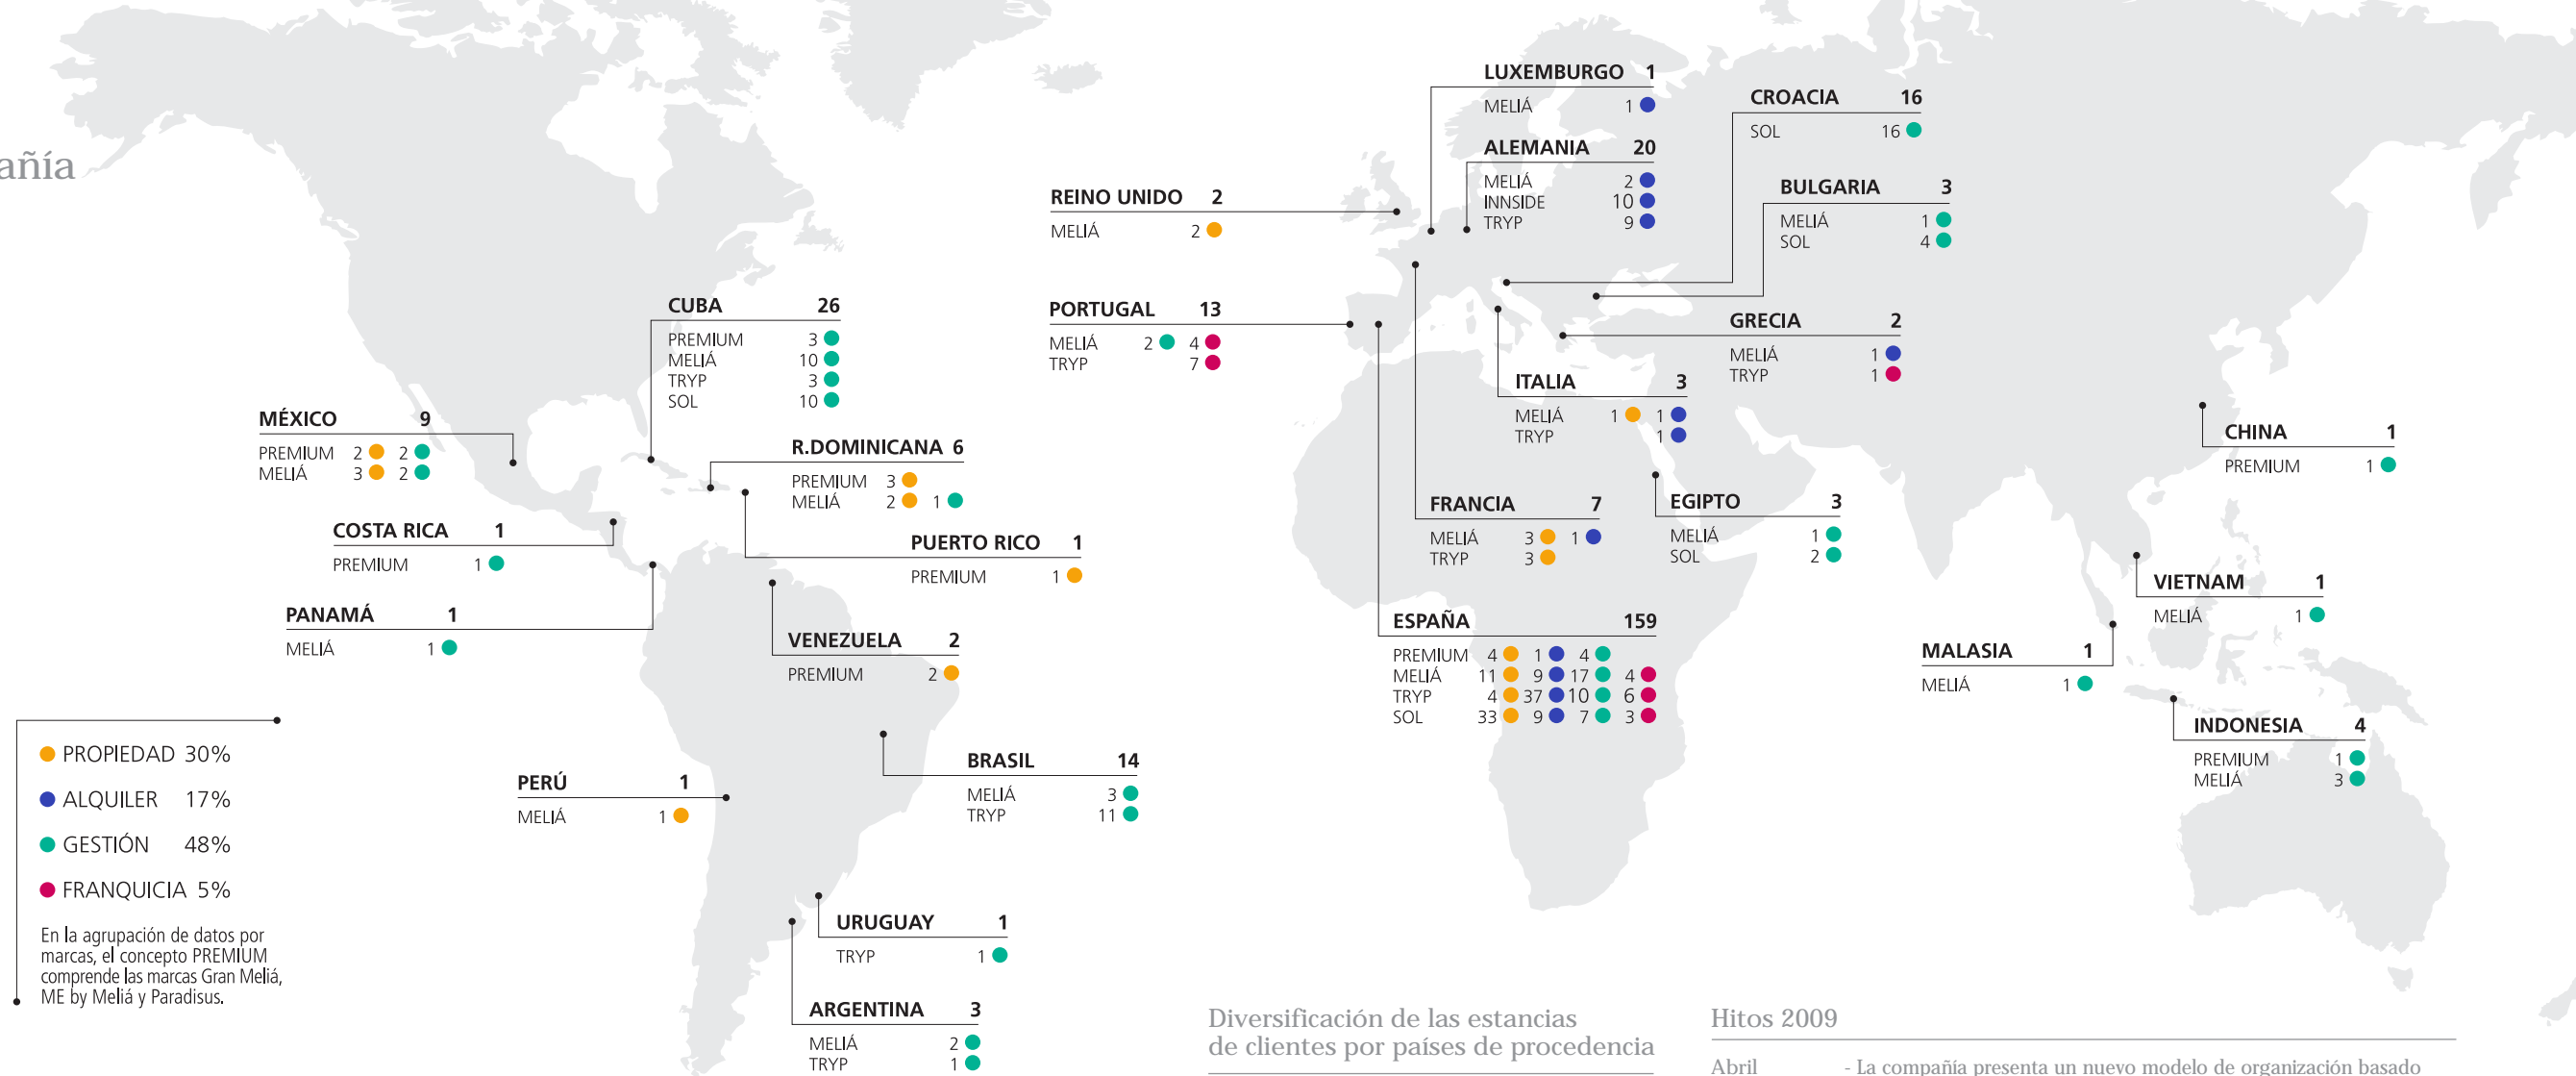 añía
LUXEMBURGO 1
MELIÁ 1
ALEMANIA 20
MELIÁ 2
INNSIDE 10
TRYP 9
CROACIA 16
SOL 16
BULGARIA 3
MELIÁ 1
SOL 4
REINO UNIDO 2
MELIÁ 2
PORTUGAL 13
MELIÁ 2 4
TRYP 7
GRECIA 2
MELIÁ 1
TRYP 1
ITALIA 3
MELIÁ 1 1
TRYP 1
CUBA 26
PREMIUM 3
MELIÁ 10
TRYP 3
SOL 10
MÉXICO 9
PREMIUM 2 2
MELIÁ 3 2
R.DOMINICANA 6
PREMIUM 3
MELIÁ 2 1
COSTA RICA 1
PREMIUM 1
PUERTO RICO 1
PREMIUM 1
PANAMÁ 1
MELIÁ 1
VENEZUELA 2
PREMIUM 2
FRANCIA 7
MELIÁ 3 1
TRYP 3
EGIPTO 3
MELIÁ 1
SOL 2
CHINA 1
PREMIUM 1
VIETNAM 1
MELIÁ 1
MALASIA 1
MELIÁ 1
INDONESIA 4
PREMIUM 1
MELIÁ 3
ESPAÑA 159
PREMIUM 4 1 4
MELIÁ 11 9 17 4
TRYP 4 37 10 6
SOL 33 9 7 3
PERÚ 1
MELIÁ 1
BRASIL 14
MELIÁ 3
TRYP 11
URUGUAY 1
TRYP 1
ARGENTINA 3
MELIÁ 2
TRYP 1
PROPIEDAD 30%
ALQUILER 17%
GESTIÓN 48%
FRANQUICIA 5%
En la agrupación de datos por
marcas, el concepto PREMIUM
comprende las marcas Gran Meliá,
ME by Meliá y Paradisus.
Diversificación de las estancias
de clientes por países de procedencia
Hitos 2009
Abril - La compañía presenta un nuevo modelo de organización basado